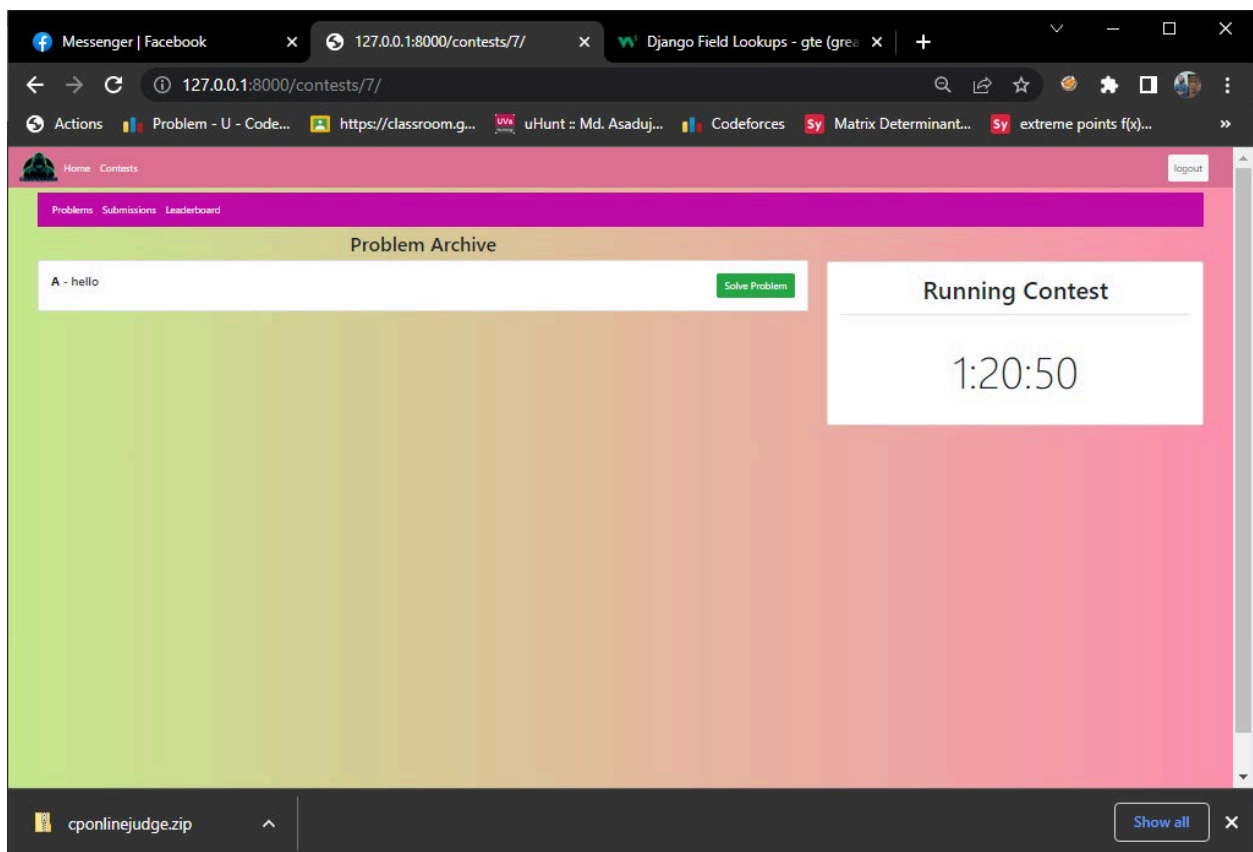 Messenger | Facebook
127.0.0.1:8000/contests/7/
Django Field Lookups - gte (grea
127.0.0.1:8000/contests/7/
Actions
Problem - U - Code...
https://classroom.g...
uHunt :: Md. Asaduj...
Codeforces
Sy Matrix Determinant...
Sy extreme points f(x)...
Home Contests
logout
Problems Submissions Leaderboard
Problem Archive
A - hello
Solve Problem
Running Contest
1:20:50
cponlinejudge.zip
Show all